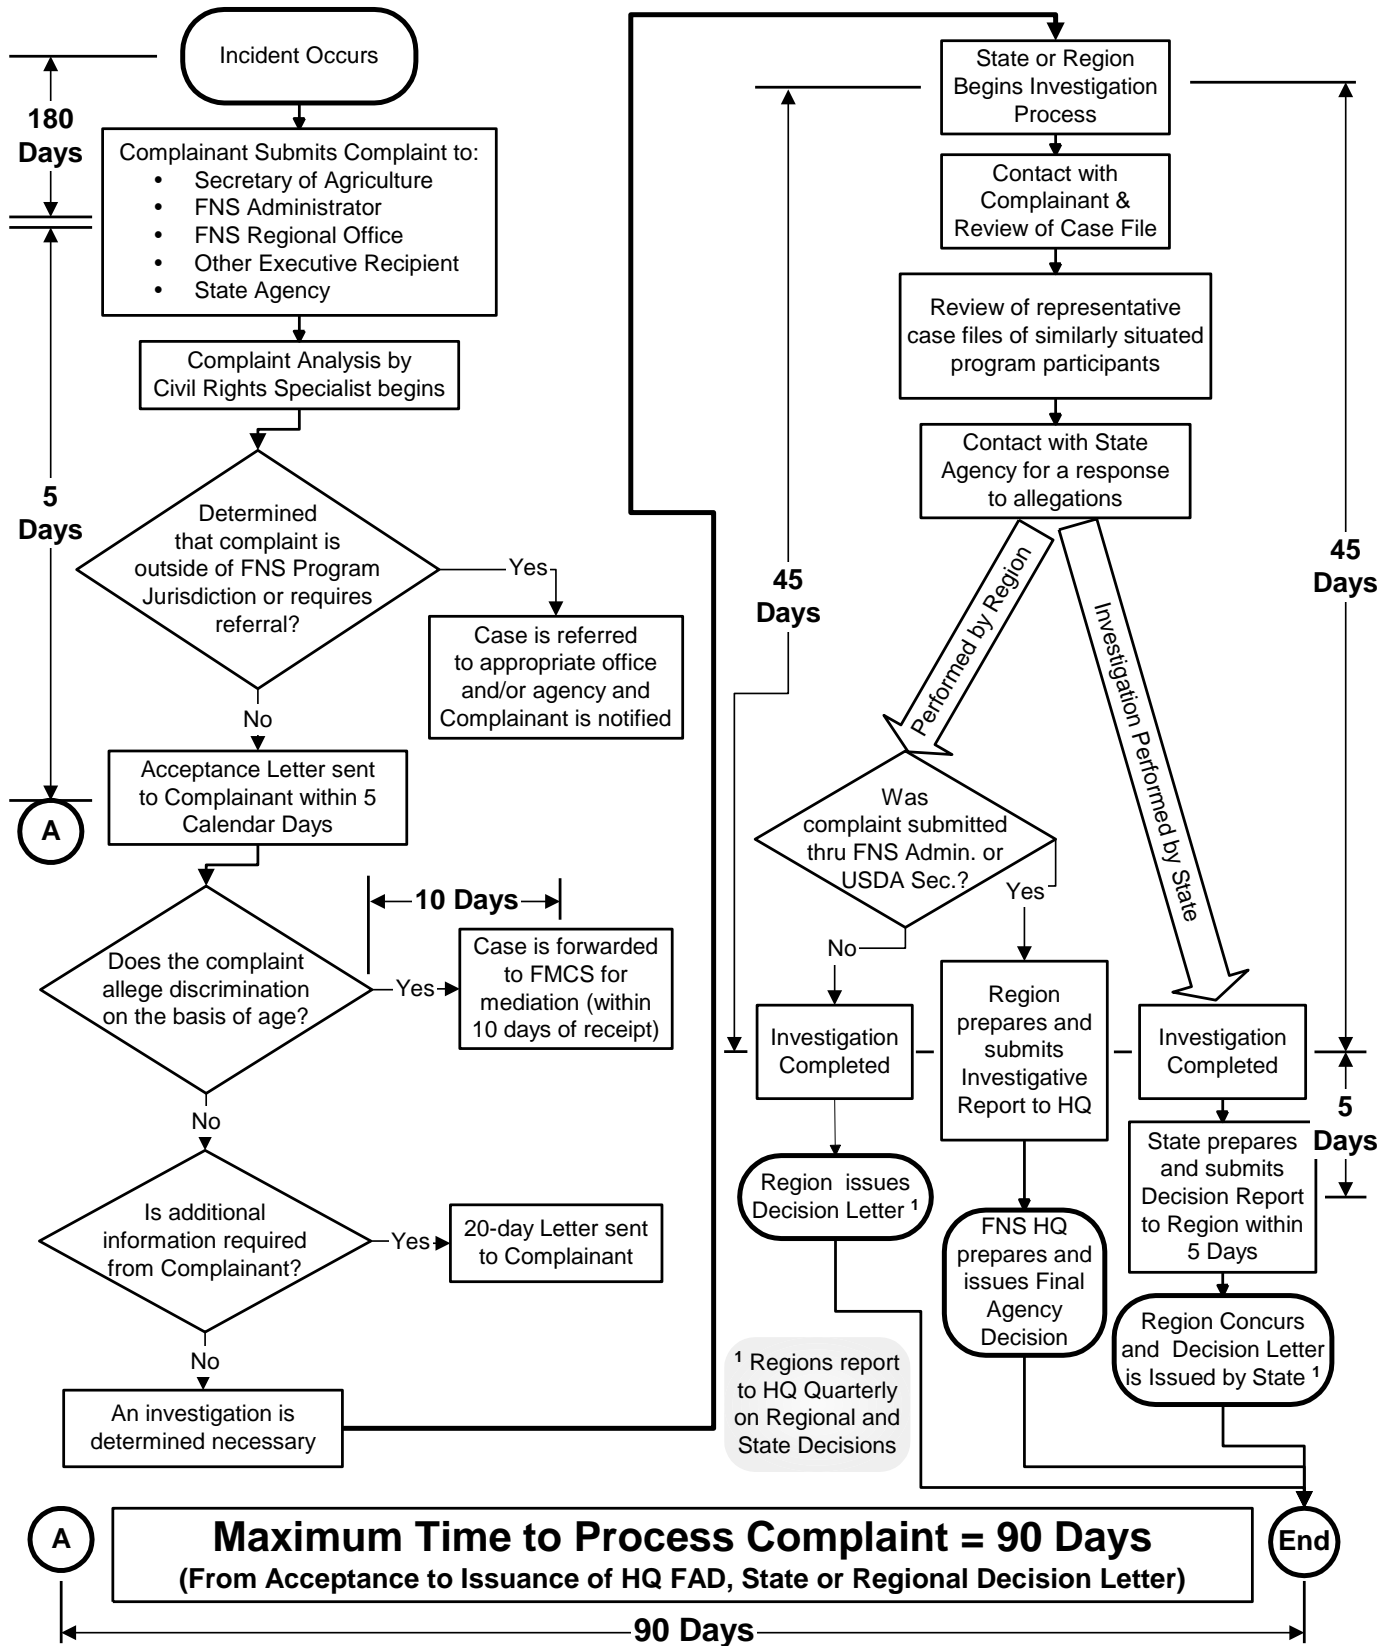 Incident Occurs
180
Days
Complainant Submits Complaint to:
• Secretary of Agriculture
• FNS Administrator
• FNS Regional Office
• Other Executive Recipient
• State Agency
Complaint Analysis by
Civil Rights Specialist begins
5
Days
Determined
that complaint is
outside of FNS Program
Jurisdiction or requires
referral?
Yes
Case is referred
to appropriate office
and/or agency and
Complainant is notified
No
Acceptance Letter sent
to Complainant within 5
Calendar Days
A
10 Days
Does the complaint
allege discrimination
on the basis of age?
Yes
Case is forwarded
to FMCS for
mediation (within
10 days of receipt)
No
Is additional
information required
from Complainant?
Yes
20-day Letter sent
to Complainant
No
An investigation is
determined necessary
State or Region
Begins Investigation
Process
Contact with
Complainant &
Review of Case File
Review of representative
case files of similarly situated
program participants
Contact with State
Agency for a response
to allegations
45
Days
45
Days
Performed by Region
Investigation Performed by State
Was
complaint submitted
thru FNS Admin. or
USDA Sec.?
Yes
No
Investigation
Completed
Region
prepares and
submits
Investigative
Report to HQ
Investigation
Completed
5
Days
Region issues
Decision Letter ¹
FNS HQ
prepares and
issues Final
Agency
Decision
State prepares
and submits
Decision Report
to Region within
5 Days
Region Concurs
and Decision Letter
is Issued by State ¹
¹ Regions report
to HQ Quarterly
on Regional and
State Decisions
A
Maximum Time to Process Complaint = 90 Days
(From Acceptance to Issuance of HQ FAD, State or Regional Decision Letter)
End
90 Days